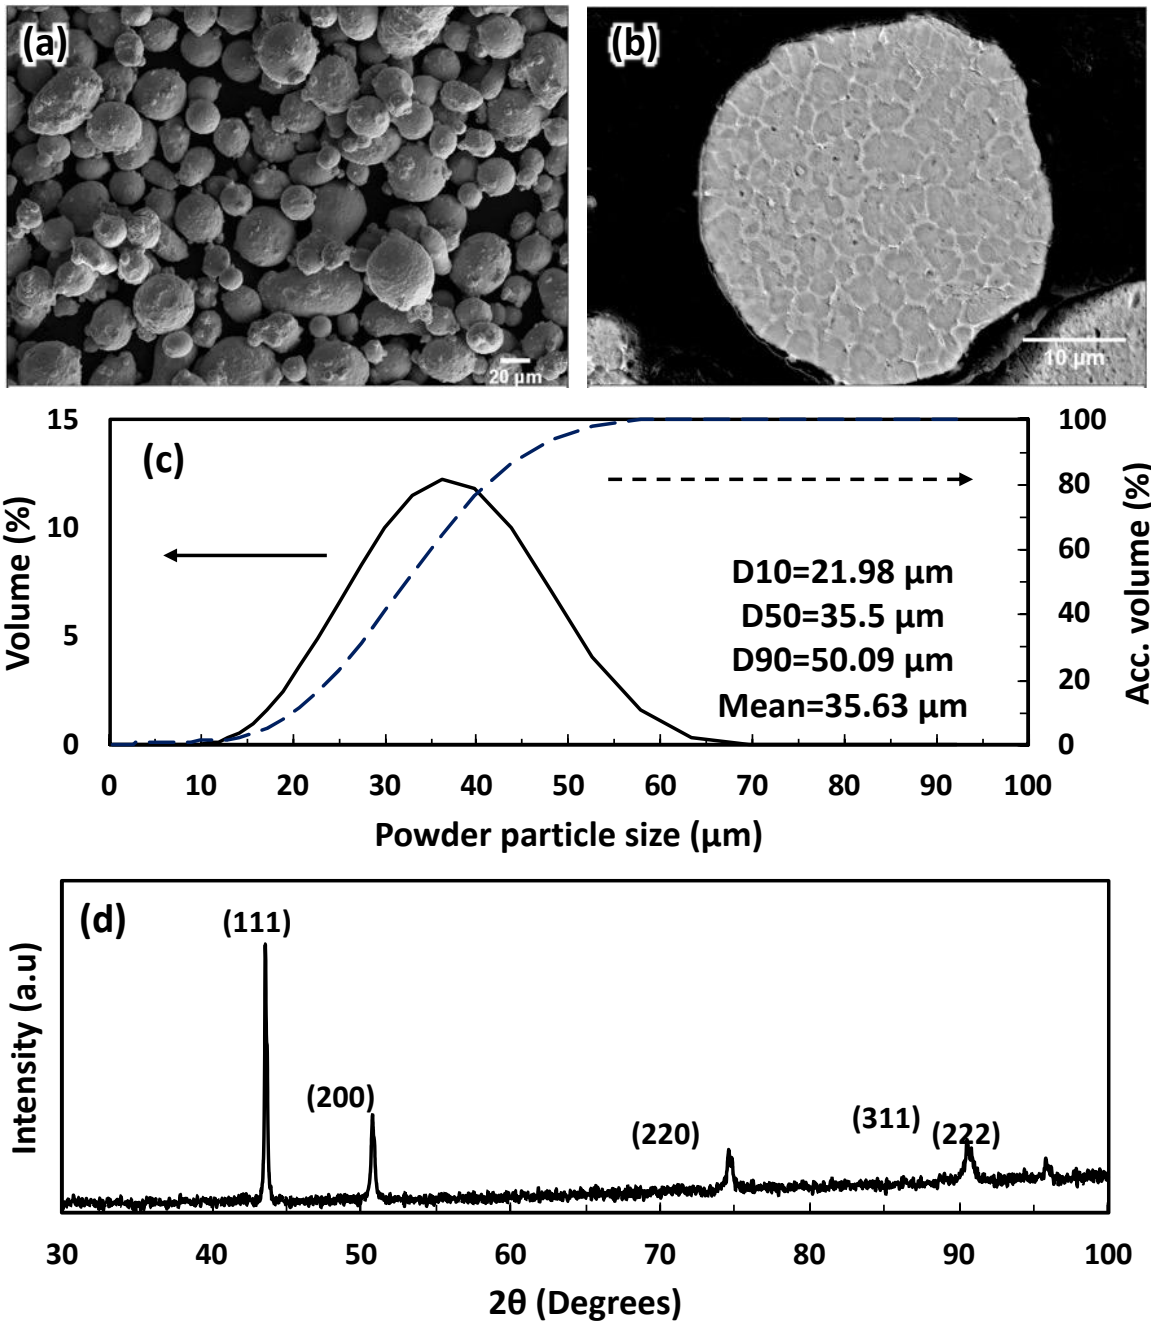 (a)
20 µm
(b)
10 µm
(c)
Volume (%)
15
10
5
0
100
80
60
40
20
0
Acc. volume (%)
D10=21.98 µm
D50=35.5 µm
D90=50.09 µm
Mean=35.63 µm
0 10 20 30 40 50 60 70 80 90 100
Powder particle size (µm)
(d)
Intensity (a.u)
(111)
(200)
(220)
(311)
(222)
30 40 50 60 70 80 90 100
2θ (Degrees)